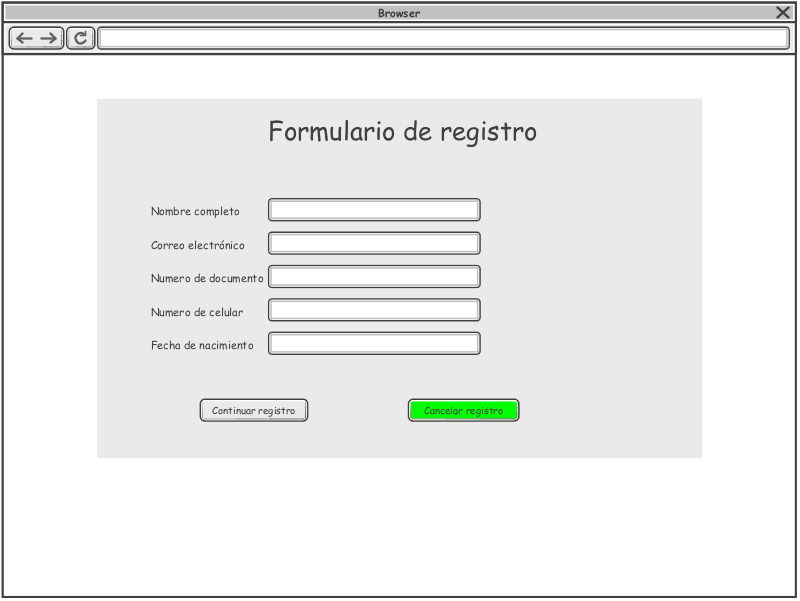 Browser
Formulario de registro
Nombre completo
Correo electrónico
Numero de documento
Numero de celular
Fecha de nacimiento
Continuar registro
Cancelar registro